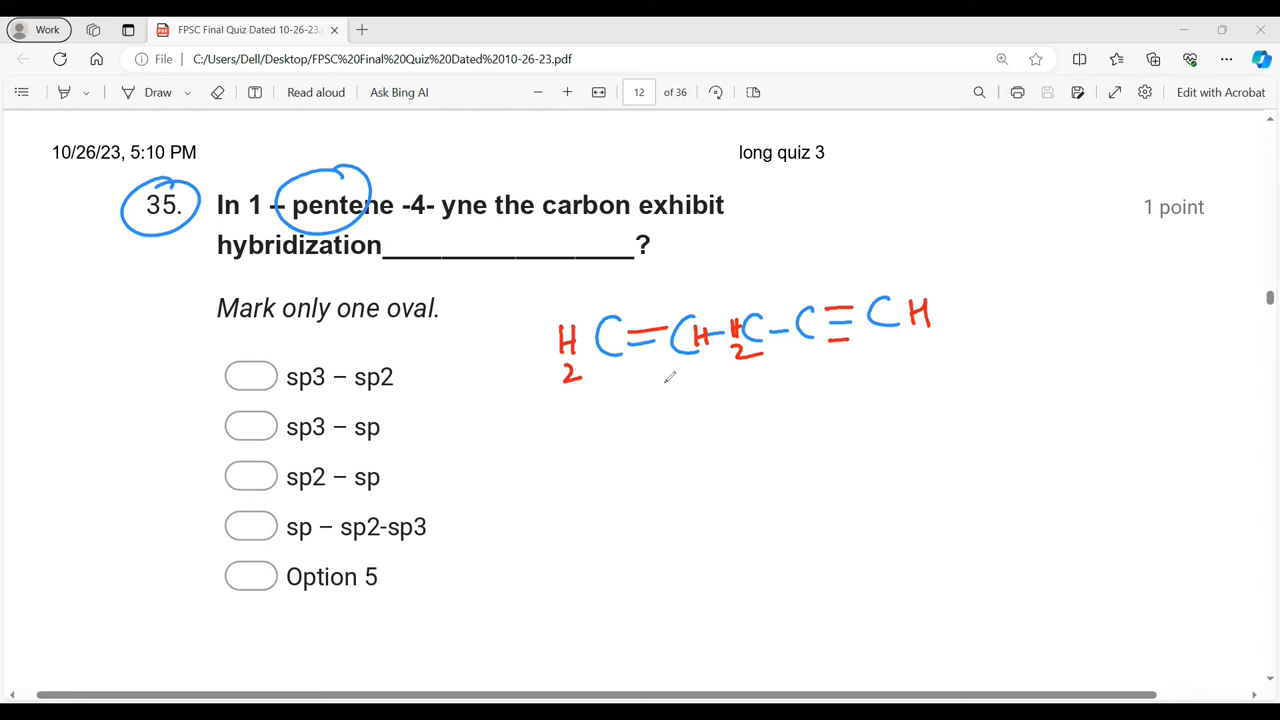 Work
FPSC Final Quiz Dated 10-26-23.
File
C:/Users/Dell/Desktop/FPSC%20Final%20Quiz%20Dated%2010-26-23.pdf
Draw
Read aloud
Ask Bing AI
12
of 36
Edit with Acrobat
10/26/23, 5:10 PM
long quiz 3
35.
In 1 – pentene -4- yne the carbon exhibit
1 point
hybridization__________________?
Mark only one oval.
H2C=CH-H2C-C≡CH
sp3 – sp2
sp3 – sp
sp2 – sp
sp – sp2-sp3
Option 5